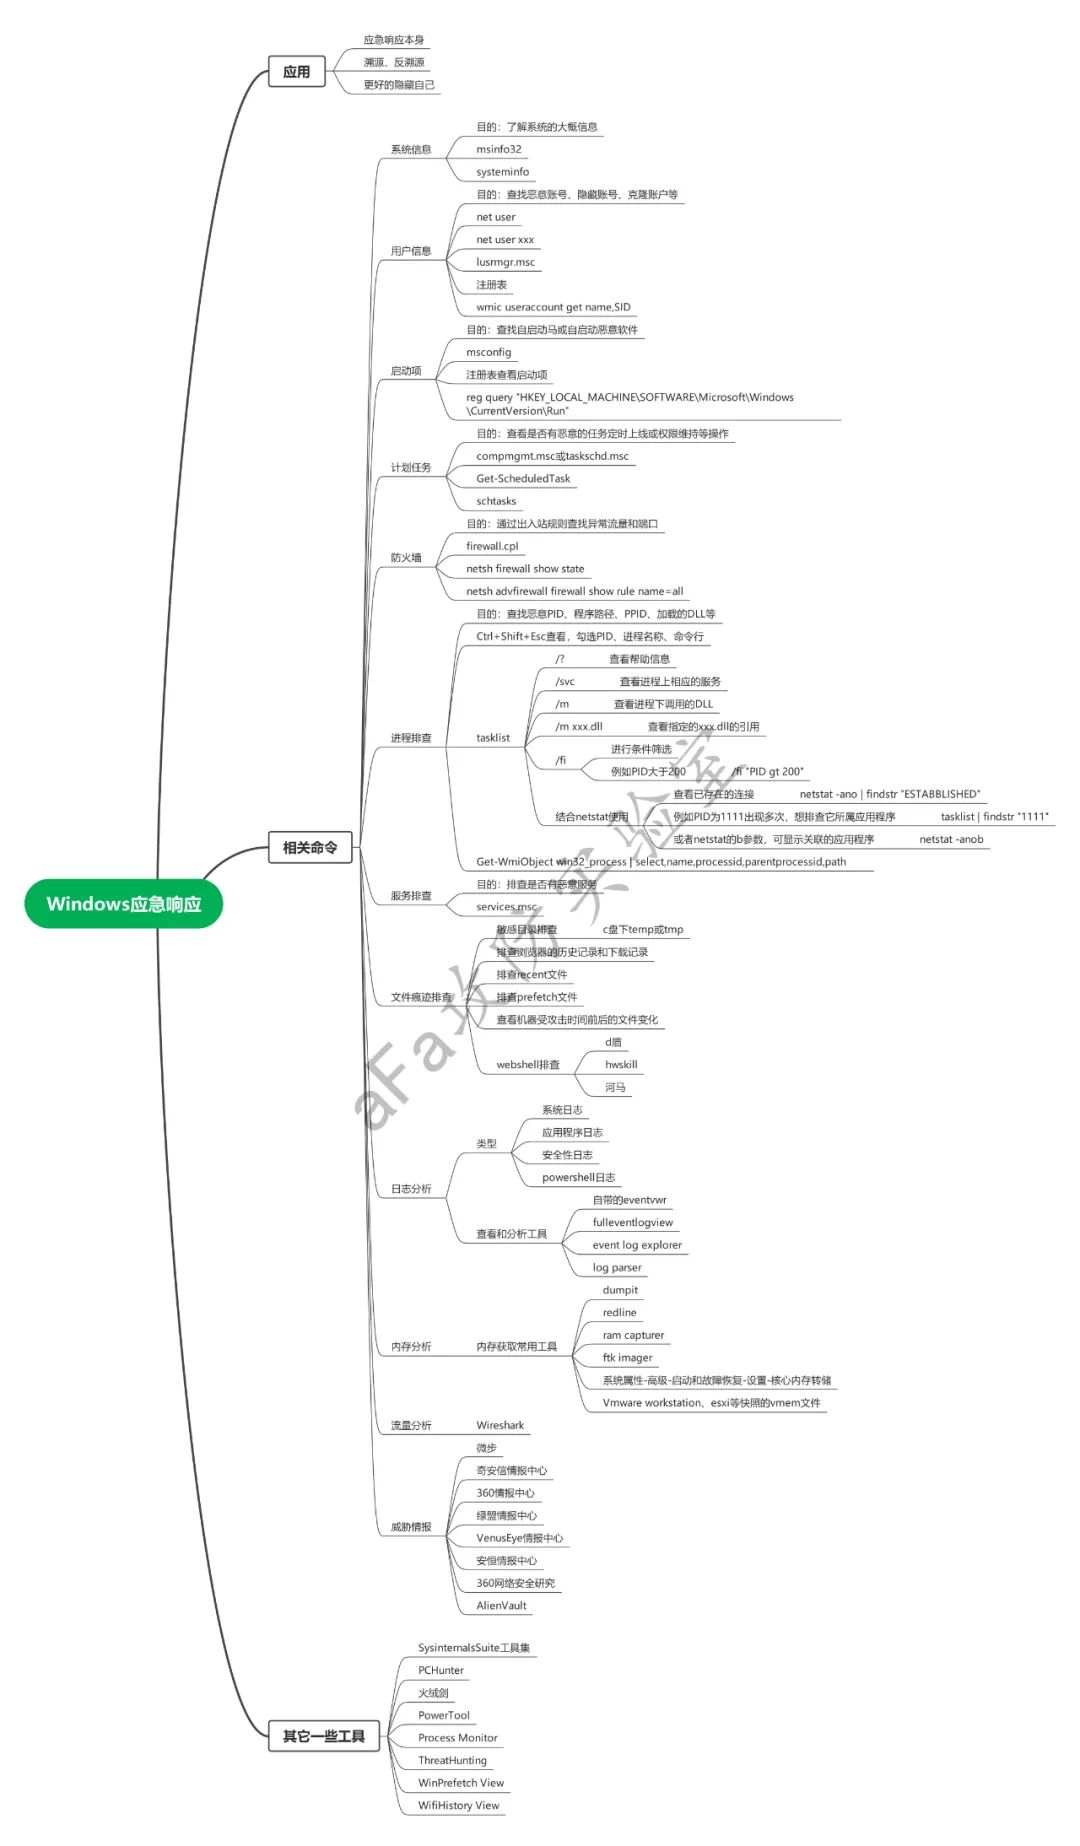 Windows应急响应
应用
应急响应本身
溯源、反溯源
更好的隐藏自己
相关命令
系统信息
目的：了解系统的大概信息
msinfo32
systeminfo
用户信息
目的：查找恶意账号、隐藏账号、克隆账户等
net user
net user xxx
lusrmgr.msc
注册表
wmic useraccount get name,SID
启动项
目的：查找自启动马或自启动恶意软件
msconfig
注册表查看启动项
reg query "HKEY_LOCAL_MACHINE\SOFTWARE\Microsoft\Windows
\CurrentVersion\Run"
计划任务
目的：查看是否有恶意的任务定时上线或权限维持等操作
compmgmt.msc或taskschd.msc
Get-ScheduledTask
schtasks
防火墙
目的：通过出入站规则查找异常流量和端口
firewall.cpl
netsh firewall show state
netsh advfirewall firewall show rule name=all
进程排查
目的：查找恶意PID、程序路径、PPID、加载的DLL等
Ctrl+Shift+Esc查看，勾选PID、进程名称、命令行
tasklist
/? 查看帮助信息
/svc 查看进程上相应的服务
/m 查看进程下调用的DLL
/m xxx.dll 查看指定的xxx.dll的引用
/fi
进行条件筛选
例如PID大于200 /fi "PID gt 200"
结合netstat使用
查看已存在的连接 netstat -ano | findstr "ESTABBLISHED"
例如PID为1111出现多次，想排查它所属应用程序 tasklist | findstr "1111"
或者netstat的b参数，可显示关联的应用程序 netstat -anob
Get-WmiObject win32_process | select,name,processid,parentprocessid,path
服务排查
目的：排查是否有恶意服务
services.msc
文件痕迹排查
敏感目录排查 c盘下temp或tmp
排查浏览器的历史记录和下载记录
排查recent文件
排查prefetch文件
查看机器受攻击时间前后的文件变化
webshell排查
d盾
hwskill
河马
日志分析
类型
系统日志
应用程序日志
安全性日志
powershell日志
查看和分析工具
自带的eventvwr
fulleventlogview
event log explorer
log parser
内存分析
内存获取常用工具
dumpit
redline
ram capturer
ftk imager
系统属性-高级-启动和故障恢复-设置-核心内存转储
Vmware workstation、esxi等快照的vmem文件
流量分析
Wireshark
威胁情报
微步
奇安信情报中心
360情报中心
绿盟情报中心
VenusEye情报中心
安恒情报中心
360网络安全研究
AlienVault
其它一些工具
SysinternalsSuite工具集
PCHunter
火绒剑
PowerTool
Process Monitor
ThreatHunting
WinPrefetch View
WifiHistory View
aFa攻防实验室